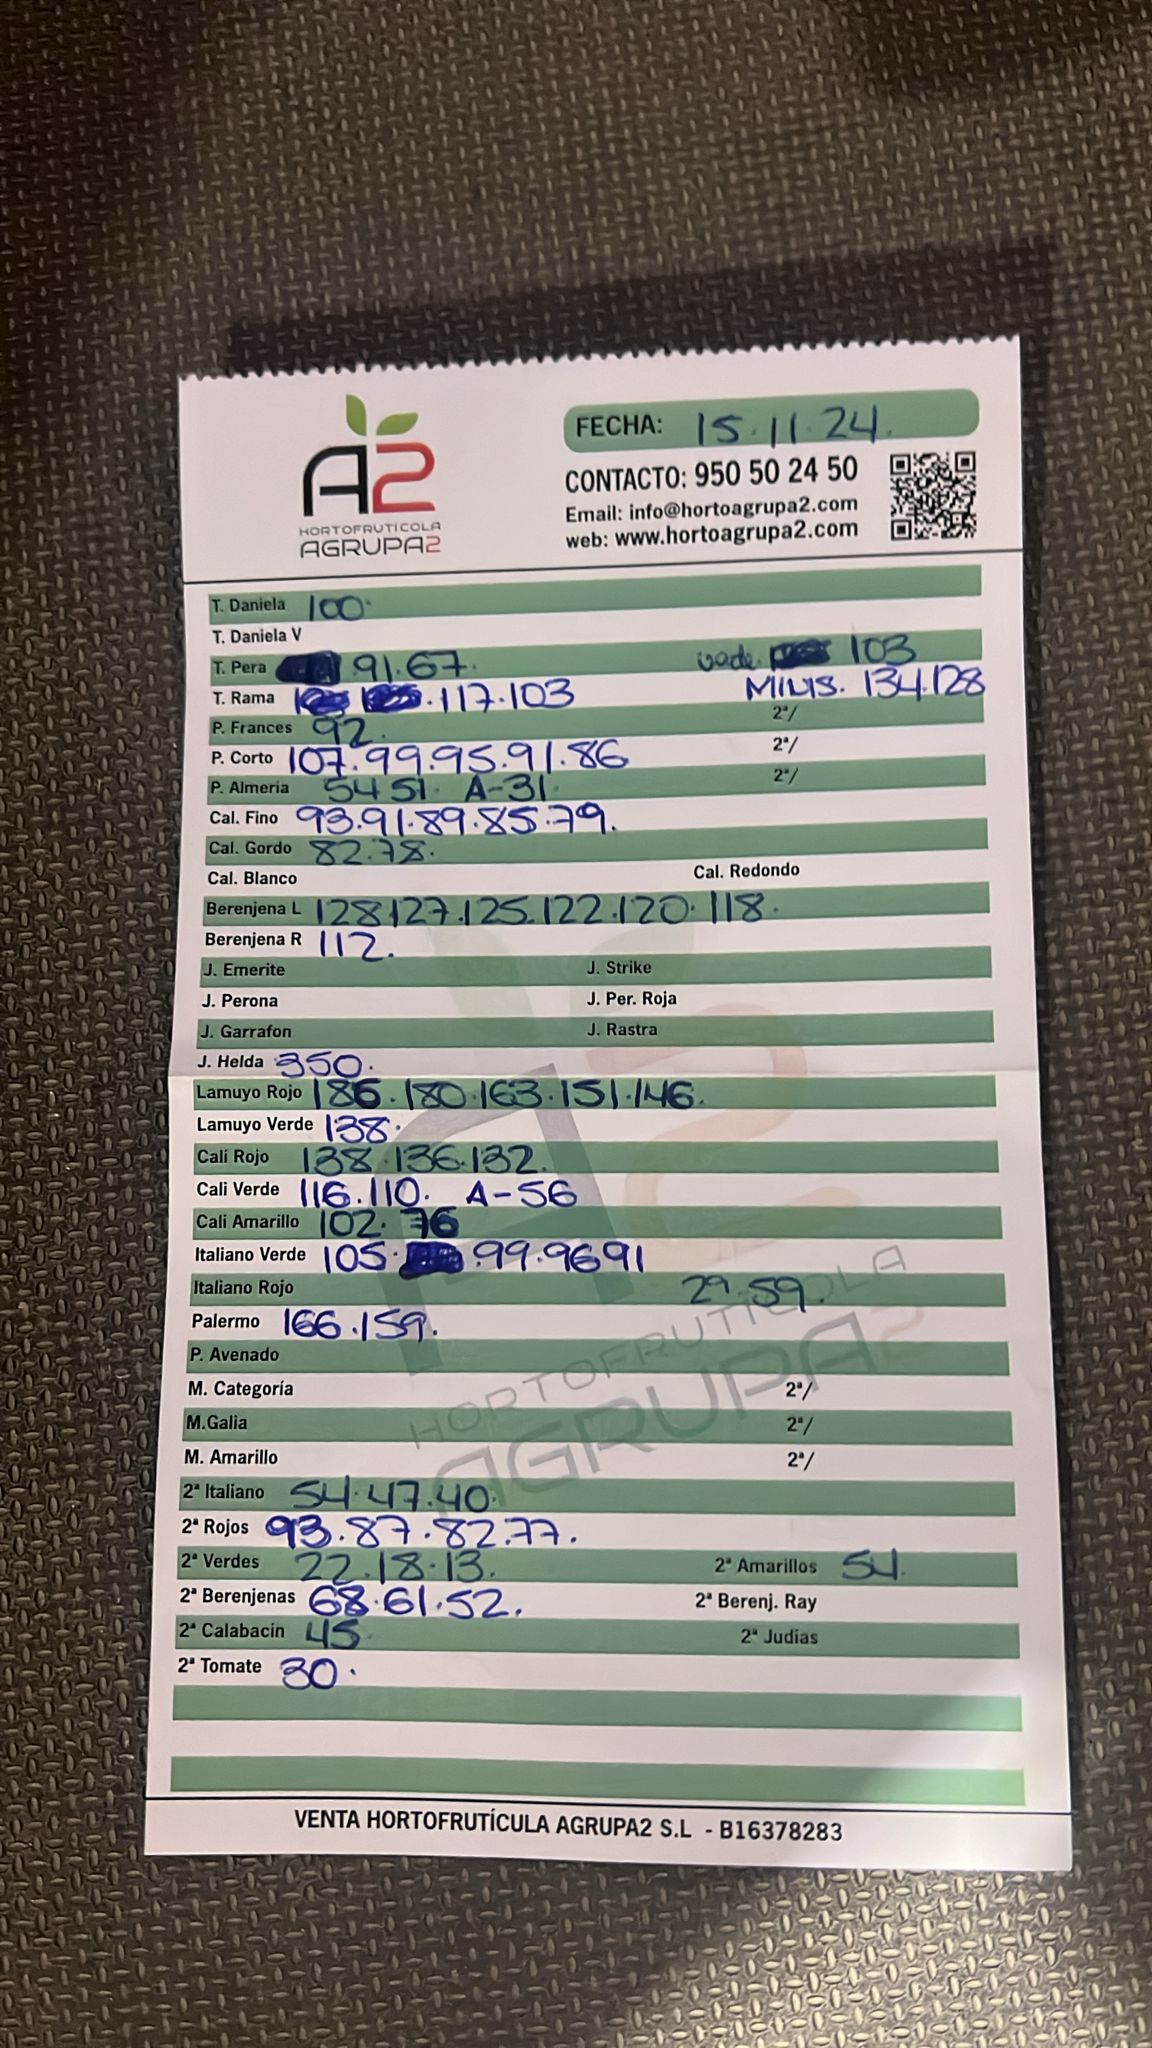 A2
HORTOFRUTÍCOLA
AGRUPA2
FECHA: 15.11.24.
CONTACTO: 950 50 24 50
Email: info@hortoagrupa2.com
web: www.hortoagrupa2.com
T. Daniela 100.
T. Daniela V
T. Pera 91.67. 103
T. Rama .117.103 Minis. 134.128
P. Frances 92. 2ª/
P. Corto 107.99.95.91.86 2ª/
P. Almeria 54 51. A-31. 2ª/
Cal. Fino 93.91.89.85.79.
Cal. Gordo 82.78.
Cal. Blanco Cal. Redondo
Berenjena L 128.127.125.122.120.118.
Berenjena R 112.
J. Emerite J. Strike
J. Perona J. Per. Roja
J. Garrafon J. Rastra
J. Helda 350.
Lamuyo Rojo 186.180.163.151.146.
Lamuyo Verde 138.
Cali Rojo 138.136.132.
Cali Verde 116.110. A-56
Cali Amarillo 102. 76
Italiano Verde 105. .99.96 91
Italiano Rojo 2ª.59.
Palermo 166.159.
P. Avenado
M. Categoría 2ª/
M.Galia 2ª/
M. Amarillo 2ª/
2ª Italiano 54.47.40.
2ª Rojos 93.87.82.77.
2ª Verdes 22.18.13. 2ª Amarillos 54.
2ª Berenjenas 68.61.52. 2ª Berenj. Ray
2ª Calabacín 45 2ª Judias
2ª Tomate 30.
HORTOFRUTÍCOLA
AGRUPA2
VENTA HORTOFRUTÍCULA AGRUPA2 S.L - B16378283